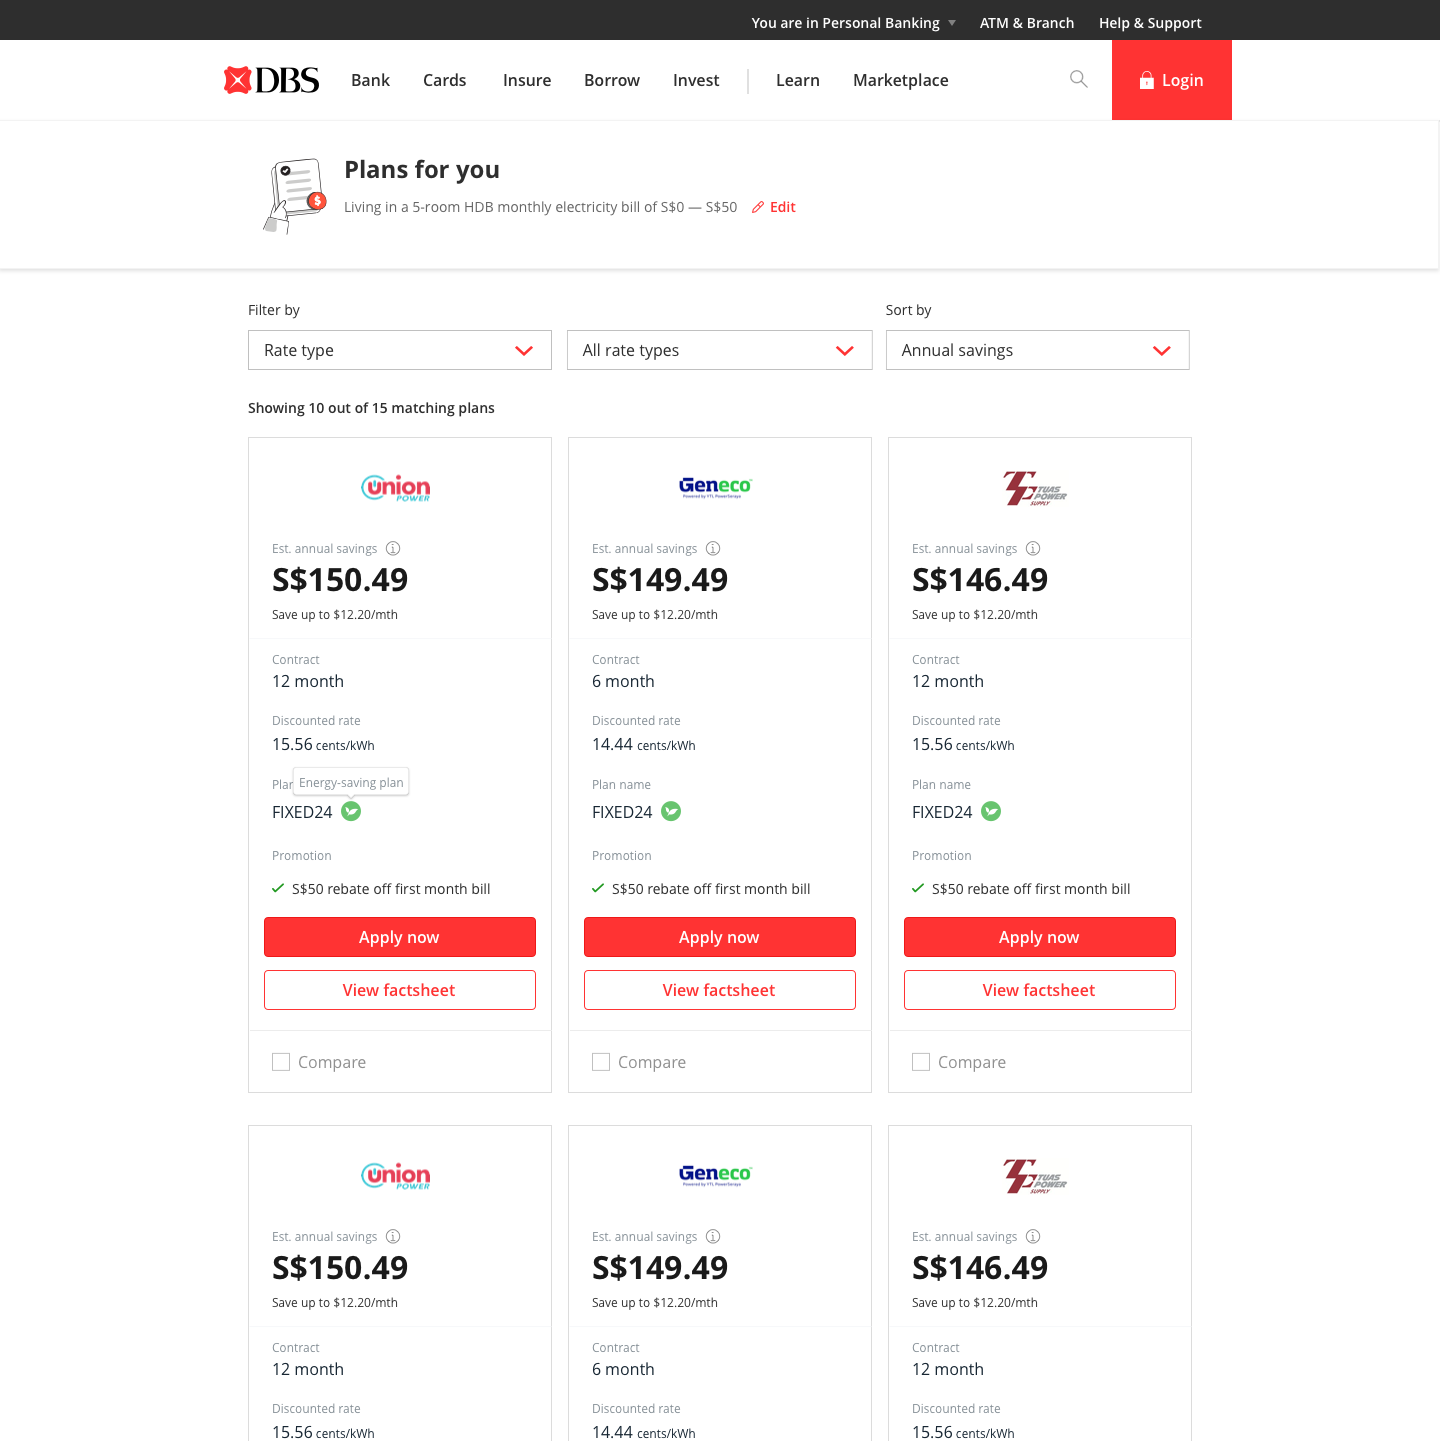 You are in Personal Banking ATM & Branch Help & Support
DBS Bank Cards Insure Borrow Invest Learn Marketplace Login
Plans for you
Living in a 5-room HDB monthly electricity bill of S$0 — S$50 Edit
$
Filter by Sort by
Rate type All rate types Annual savings
Showing 10 out of 15 matching plans
union POWER Geneco Powered by YTL PowerSeraya TUAS POWER SUPPLY
Est. annual savings Est. annual savings Est. annual savings
S$150.49 S$149.49 S$146.49
Save up to $12.20/mth Save up to $12.20/mth Save up to $12.20/mth
Contract Contract Contract
12 month 6 month 12 month
Discounted rate Discounted rate Discounted rate
15.56 cents/kWh 14.44 cents/kWh 15.56 cents/kWh
Energy-saving plan Plan name Plan name
FIXED24 FIXED24 FIXED24
Promotion Promotion Promotion
S$50 rebate off first month bill S$50 rebate off first month bill S$50 rebate off first month bill
Apply now Apply now Apply now
View factsheet View factsheet View factsheet
Compare Compare Compare
union POWER Geneco Powered by YTL PowerSeraya TUAS POWER SUPPLY
Est. annual savings Est. annual savings Est. annual savings
S$150.49 S$149.49 S$146.49
Save up to $12.20/mth Save up to $12.20/mth Save up to $12.20/mth
Contract Contract Contract
12 month 6 month 12 month
Discounted rate Discounted rate Discounted rate
15.56 cents/kWh 14.44 cents/kWh 15.56 cents/kWh